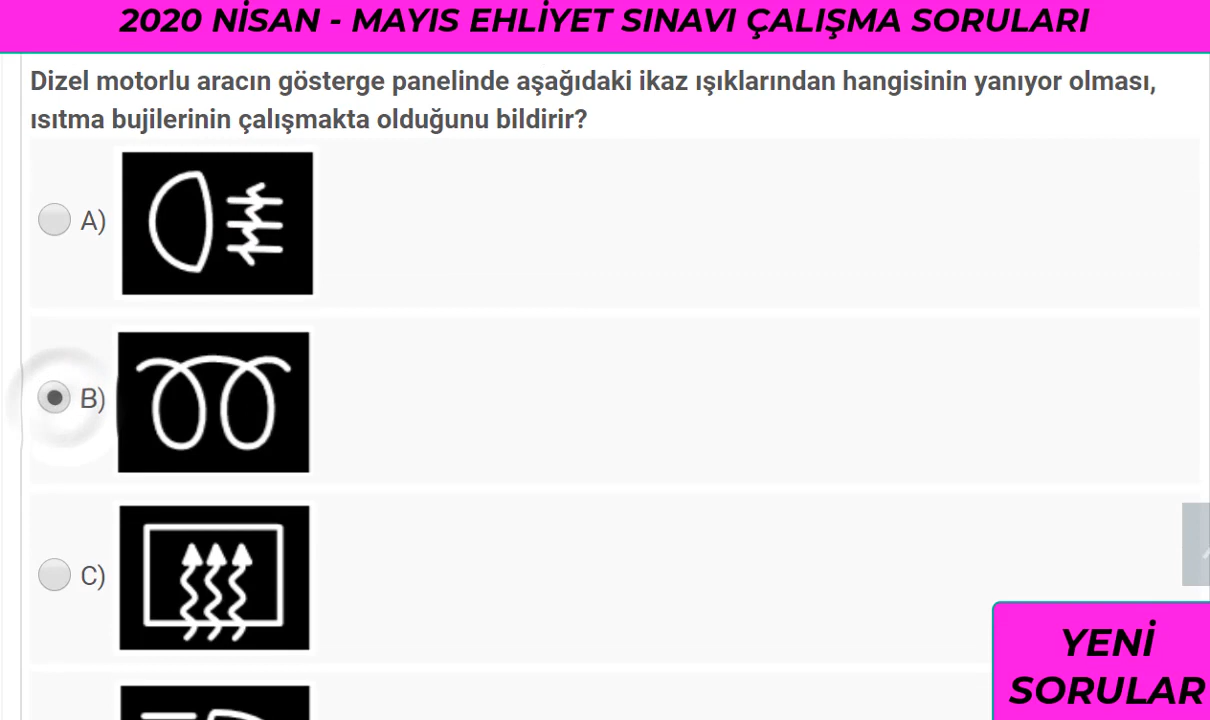 2020 NİSAN - MAYIS EHLİYET SINAVI ÇALIŞMA SORULARI
Dizel motorlu aracın gösterge panelinde aşağıdaki ikaz ışıklarından hangisinin yanıyor olması,
ısıtma bujilerinin çalışmakta olduğunu bildirir?
A)
B)
C)
YENİ
SORULAR